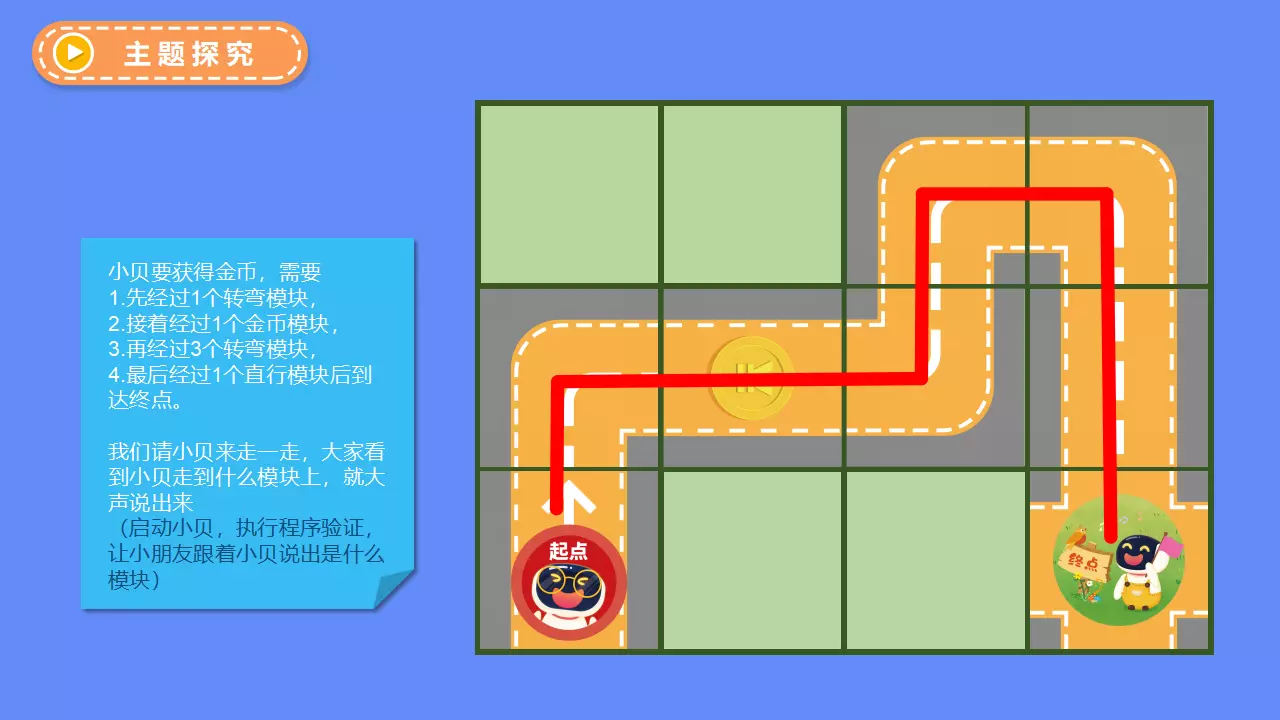 主题探究
小贝要获得金币，需要
1.先经过1个转弯模块，
2.接着经过1个金币模块，
3.再经过3个转弯模块，
4.最后经过1个直行模块后到
达终点。
我们请小贝来走一走，大家看
到小贝走到什么模块上，就大
声说出来
（启动小贝，执行程序验证，
让小朋友跟着小贝说出是什么
模块）
起点
终点